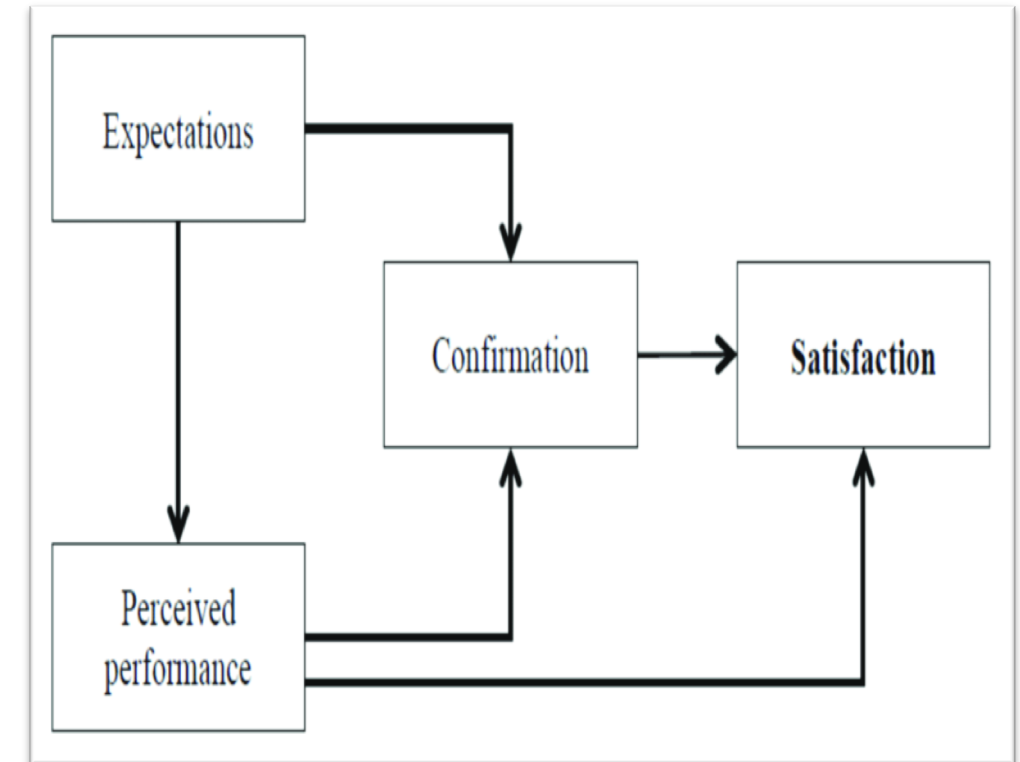 Expectations
Confirmation
Satisfaction
Perceived
performance